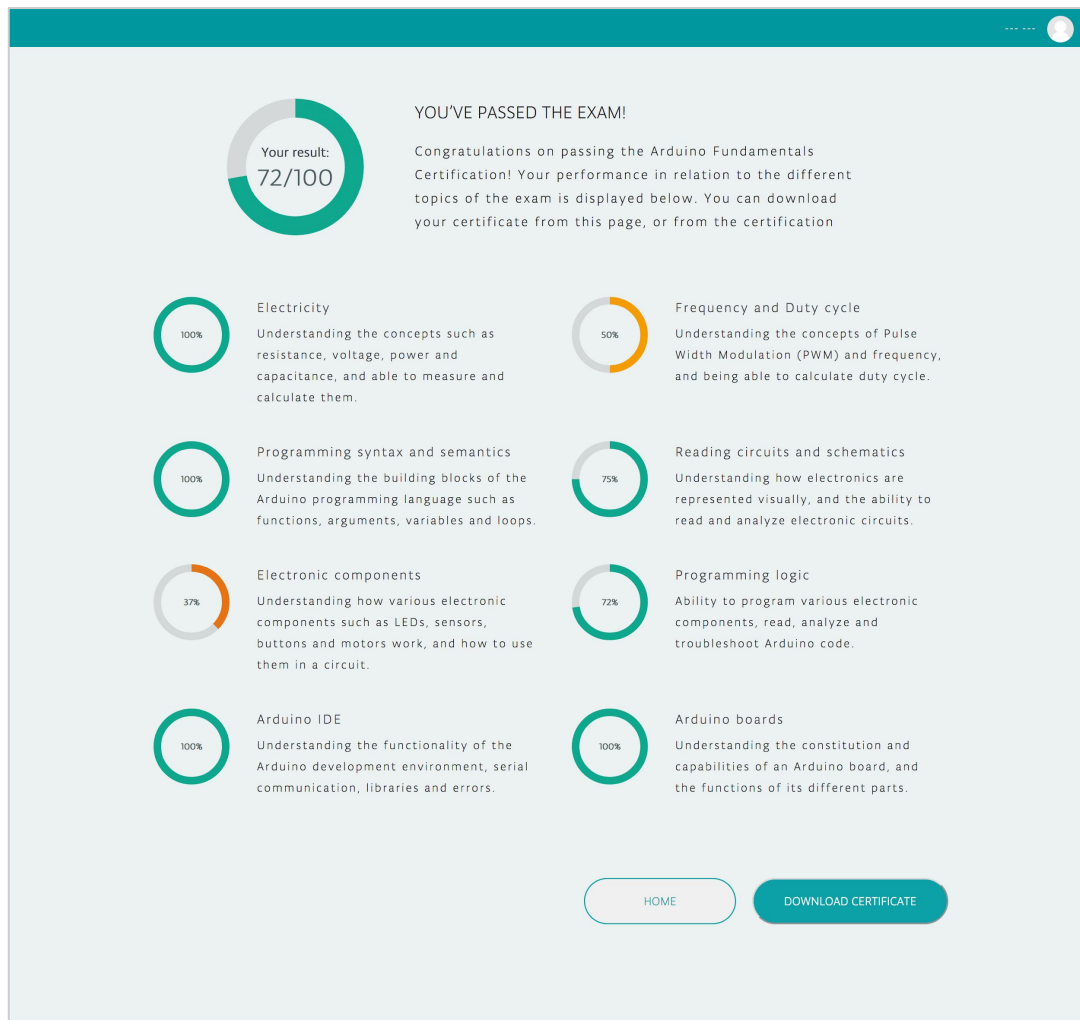 --- ---
Your result:
72/100
YOU'VE PASSED THE EXAM!
Congratulations on passing the Arduino Fundamentals
Certification! Your performance in relation to the different
topics of the exam is displayed below. You can download
your certificate from this page, or from the certification
100%
Electricity
Understanding the concepts such as
resistance, voltage, power and
capacitance, and able to measure and
calculate them.
50%
Frequency and Duty cycle
Understanding the concepts of Pulse
Width Modulation (PWM) and frequency,
and being able to calculate duty cycle.
100%
Programming syntax and semantics
Understanding the building blocks of the
Arduino programming language such as
functions, arguments, variables and loops.
75%
Reading circuits and schematics
Understanding how electronics are
represented visually, and the ability to
read and analyze electronic circuits.
37%
Electronic components
Understanding how various electronic
components such as LEDs, sensors,
buttons and motors work, and how to use
them in a circuit.
72%
Programming logic
Ability to program various electronic
components, read, analyze and
troubleshoot Arduino code.
100%
Arduino IDE
Understanding the functionality of the
Arduino development environment, serial
communication, libraries and errors.
100%
Arduino boards
Understanding the constitution and
capabilities of an Arduino board, and
the functions of its different parts.
HOME
DOWNLOAD CERTIFICATE